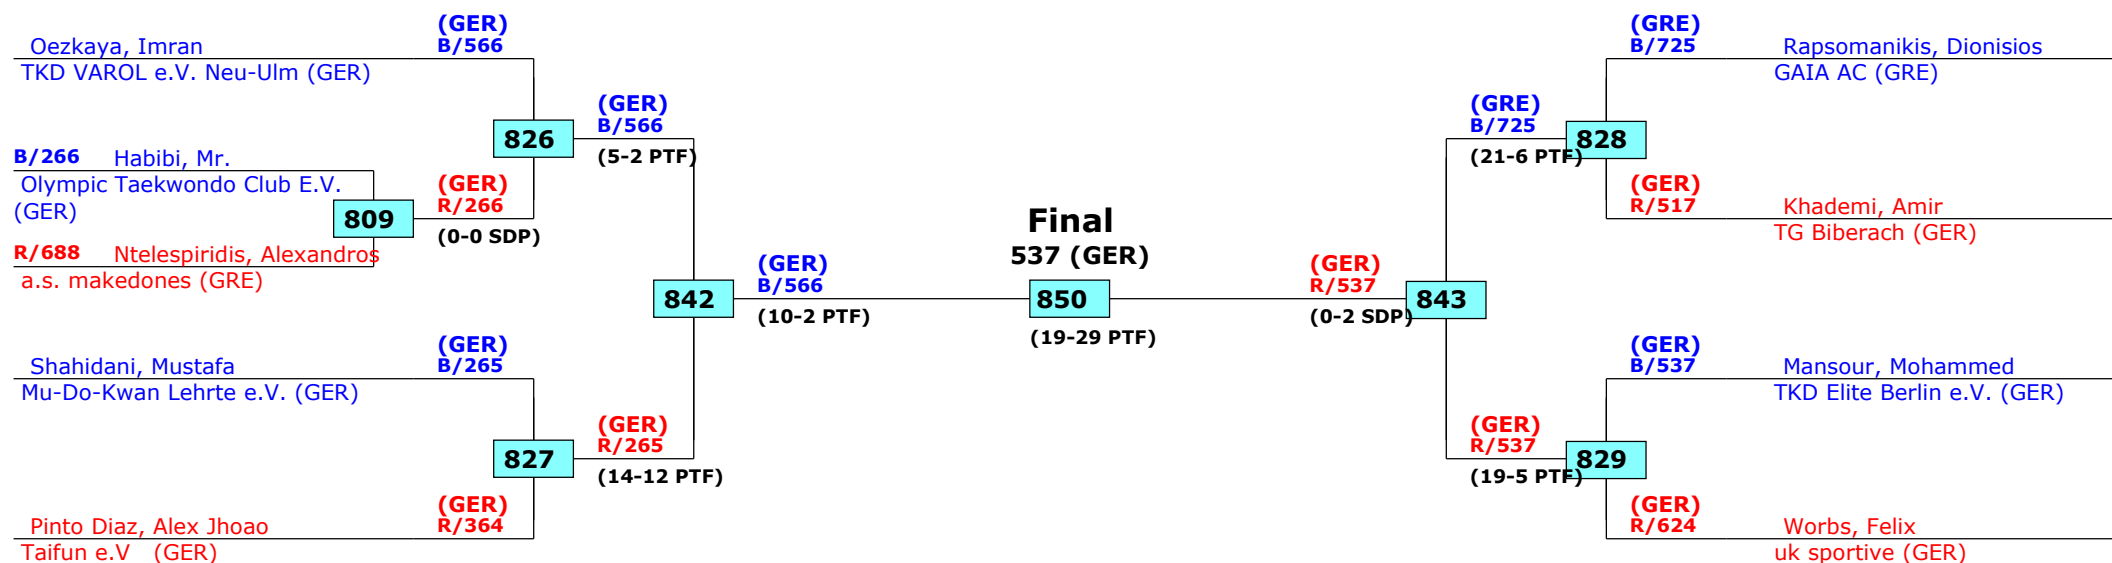 (GER)
B/566
Oezkaya, Imran
TKD VAROL e.V. Neu-Ulm (GER)
826
(GER)
B/566
(5-2 PTF)
B/266 Habibi, Mr.
Olympic Taekwondo Club E.V.
(GER)
809
(GER)
R/266
(0-0 SDP)
R/688 Ntelespiridis, Alexandros
a.s. makedones (GRE)
842
(GER)
B/566
(10-2 PTF)
(GER)
B/265
Shahidani, Mustafa
Mu-Do-Kwan Lehrte e.V. (GER)
827
(GER)
R/265
(14-12 PTF)
(GER)
R/364
Pinto Diaz, Alex Jhoao
Taifun e.V (GER)
Final
537 (GER)
850
(19-29 PTF)
(GRE)
B/725
Rapsomanikis, Dionisios
GAIA AC (GRE)
(GRE)
B/725
(21-6 PTF)
828
(GER)
R/517
Khademi, Amir
TG Biberach (GER)
(GER)
R/537
(0-2 SDP)
843
(GER)
B/537
Mansour, Mohammed
TKD Elite Berlin e.V. (GER)
(GER)
R/537
(19-5 PTF)
829
(GER)
R/624
Worbs, Felix
uk sportive (GER)